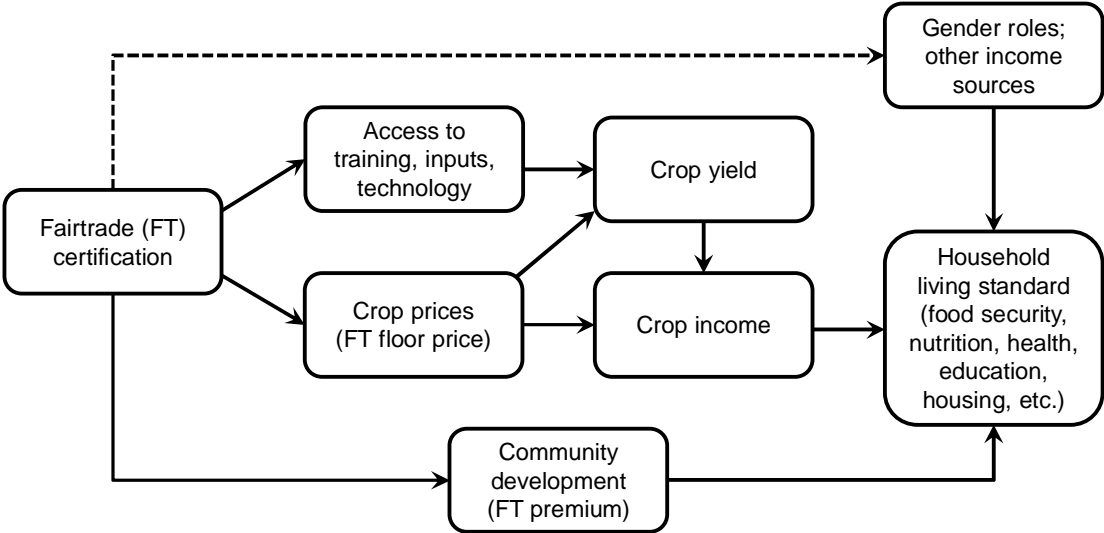 Gender roles;
other income
sources
Access to
training, inputs,
technology
Crop yield
Fairtrade (FT)
certification
Crop prices
(FT floor price)
Crop income
Household
living standard
(food security,
nutrition, health,
education,
housing, etc.)
Community
development
(FT premium)